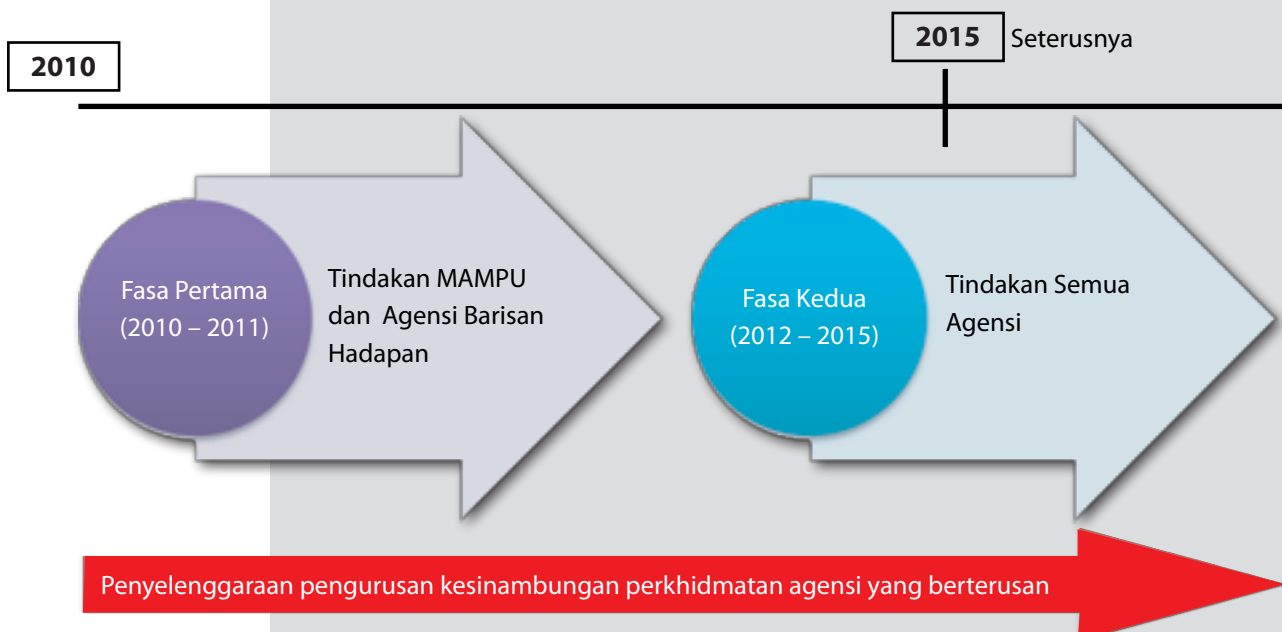 2010
2015 Seterusnya
Fasa Pertama
(2010 – 2011)
Tindakan MAMPU
dan Agensi Barisan
Hadapan
Fasa Kedua
(2012 – 2015)
Tindakan Semua
Agensi
Penyelenggaraan pengurusan kesinambungan perkhidmatan agensi yang berterusan